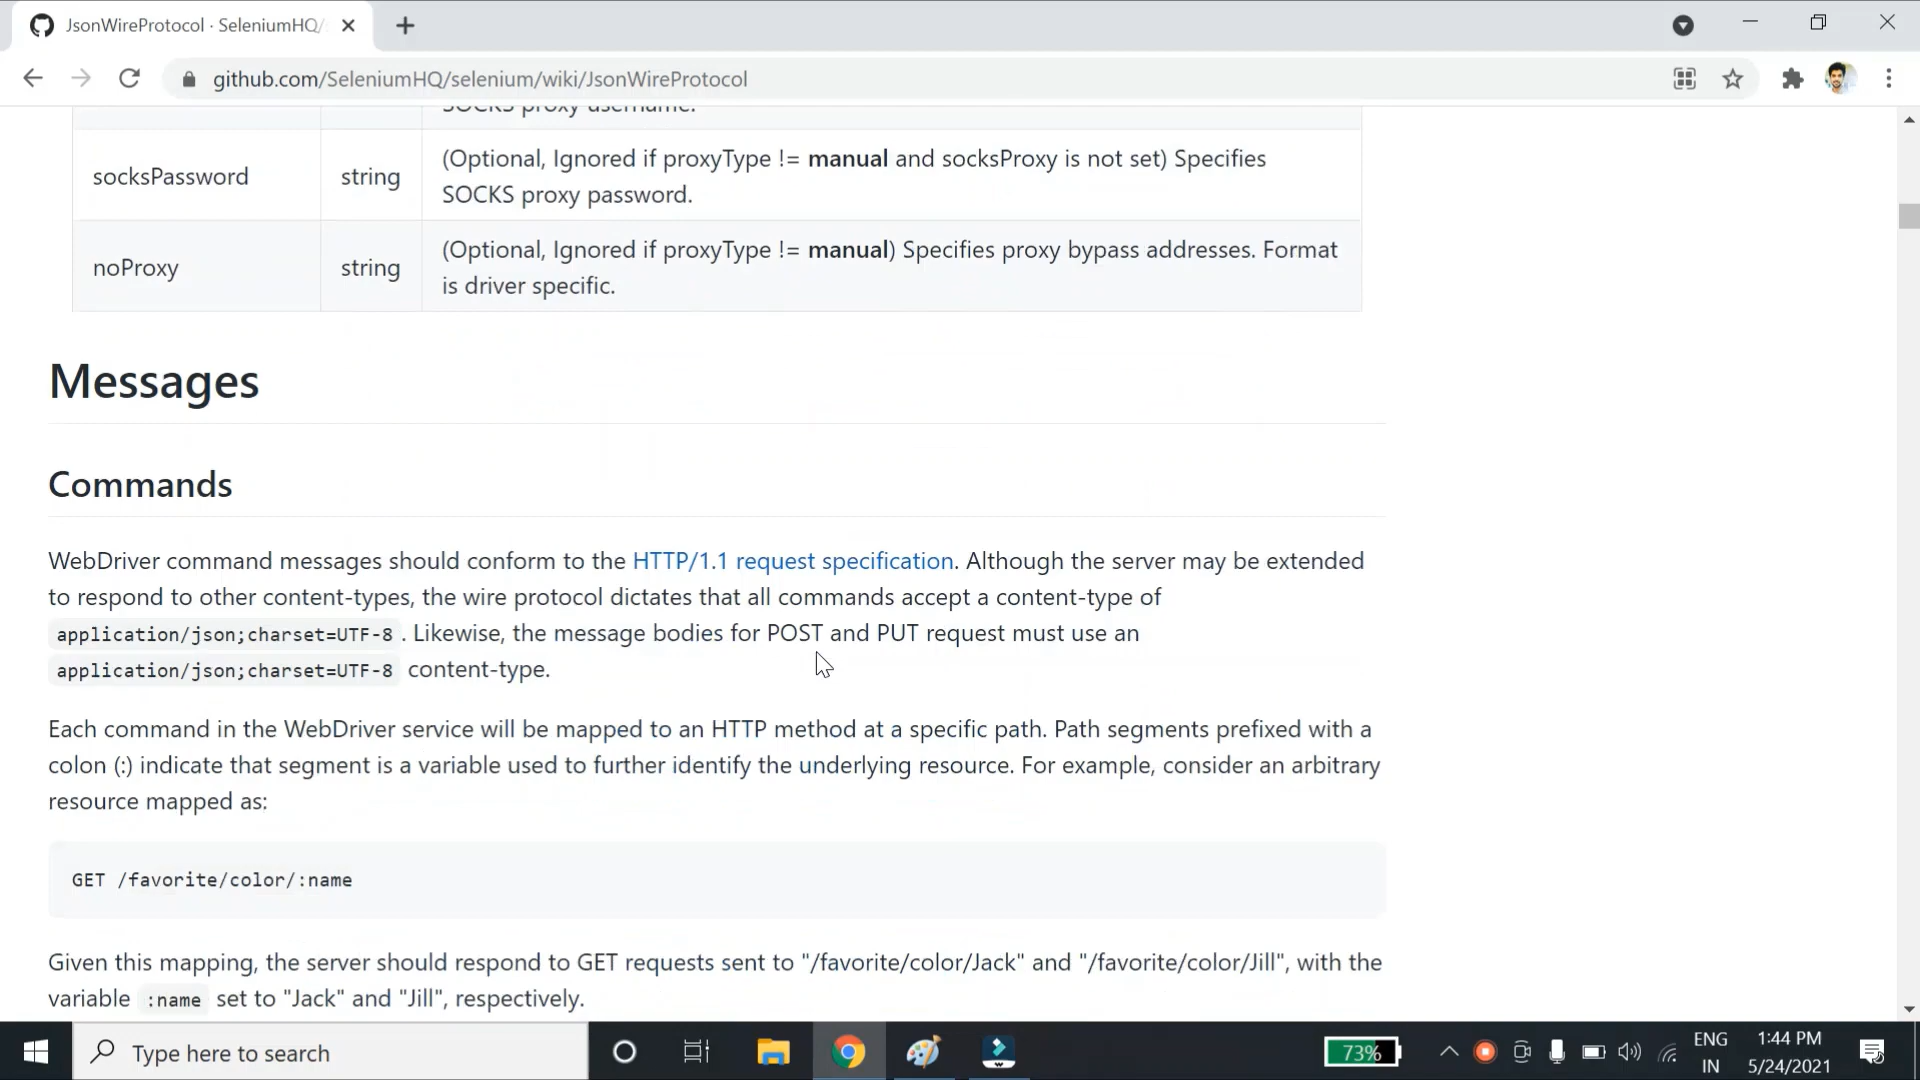 JsonWireProtocol · SeleniumHQ/
github.com/SeleniumHQ/selenium/wiki/JsonWireProtocol
SOCKS proxy username.
socksPassword
string
(Optional, Ignored if proxyType != manual and socksProxy is not set) Specifies
SOCKS proxy password.
noProxy
string
(Optional, Ignored if proxyType != manual) Specifies proxy bypass addresses. Format
is driver specific.
Messages
Commands
WebDriver command messages should conform to the HTTP/1.1 request specification. Although the server may be extended
to respond to other content-types, the wire protocol dictates that all commands accept a content-type of
application/json;charset=UTF-8 . Likewise, the message bodies for POST and PUT request must use an
application/json;charset=UTF-8 content-type.
Each command in the WebDriver service will be mapped to an HTTP method at a specific path. Path segments prefixed with a
colon (:) indicate that segment is a variable used to further identify the underlying resource. For example, consider an arbitrary
resource mapped as:
GET /favorite/color/:name
Given this mapping, the server should respond to GET requests sent to "/favorite/color/Jack" and "/favorite/color/Jill", with the
variable :name set to "Jack" and "Jill", respectively.
Type here to search
73%
ENG
IN
1:44 PM
5/24/2021